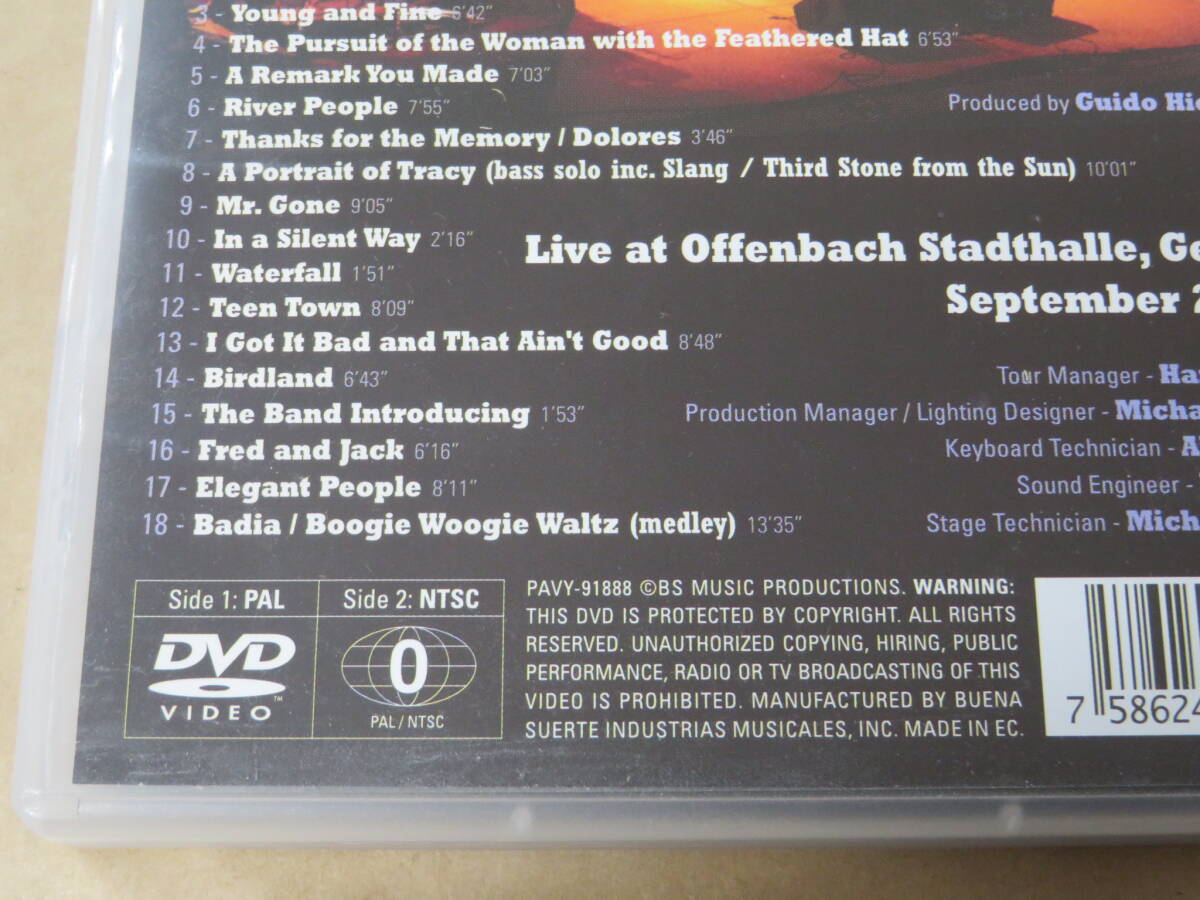 3 - Young and Fine 6'42"
4 - The Pursuit of the Woman with the Feathered Hat 6'53"
5 - A Remark You Made 7'03"
6 - River People 7'55"
7 - Thanks for the Memory / Dolores 3'46"
8 - A Portrait of Tracy (bass solo inc. Slang / Third Stone from the Sun) 10'01"
9 - Mr. Gone 9'05"
10 - In a Silent Way 2'16"
11 - Waterfall 1'51"
12 - Teen Town 8'09"
13 - I Got It Bad and That Ain't Good 8'48"
14 - Birdland 6'43"
15 - The Band Introducing 1'53"
16 - Fred and Jack 6'16"
17 - Elegant People 8'11"
18 - Badia / Boogie Woogie Waltz (medley) 13'35"
Produced by Guido
Live at Offenbach Stadthalle,
September
Tour Manager -
Production Manager / Lighting Designer -
Keyboard Technician -
Sound Engineer -
Stage Technician -
Side 1: PAL
DVD
VIDEO
Side 2: NTSC
0
PAL / NTSC
PAVY-91888 ©BS MUSIC PRODUCTIONS. WARNING:
THIS DVD IS PROTECTED BY COPYRIGHT. ALL RIGHTS
RESERVED. UNAUTHORIZED COPYING, HIRING, PUBLIC
PERFORMANCE, RADIO OR TV BROADCASTING OF THIS
VIDEO IS PROHIBITED. MANUFACTURED BY BUENA
SUERTE INDUSTRIAS MUSICALES, INC. MADE IN EC.
7 58624